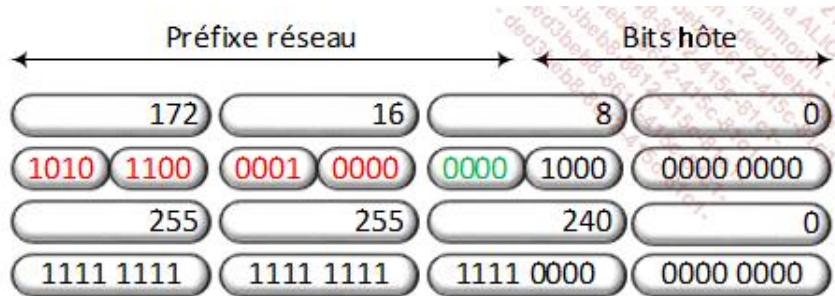 Préfixe réseau Bits hôte
172 16 8 0
1010 1100 0001 0000 0000 1000 0000 0000
255 255 240 0
1111 1111 1111 1111 1111 0000 0000 0000